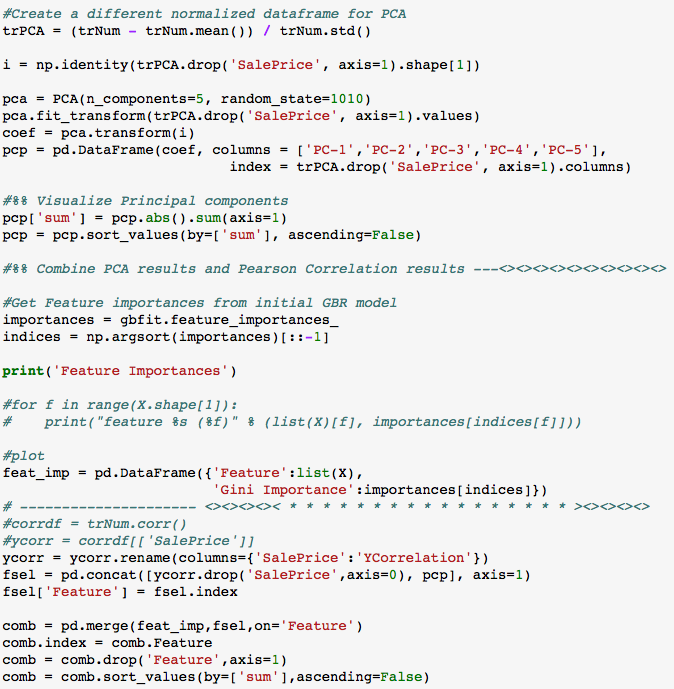 #Create a different normalized dataframe for PCA
trPCA = (trNum - trNum.mean()) / trNum.std()
i = np.identity(trPCA.drop('SalePrice', axis=1).shape[1])
pca = PCA(n_components=5, random_state=1010)
pca.fit_transform(trPCA.drop('SalePrice', axis=1).values)
coef = pca.transform(i)
pcp = pd.DataFrame(coef, columns = ['PC-1','PC-2','PC-3','PC-4','PC-5'],
index = trPCA.drop('SalePrice', axis=1).columns)
#%% Visualize Principal components
pcp['sum'] = pcp.abs().sum(axis=1)
pcp = pcp.sort_values(by=['sum'], ascending=False)
#%% Combine PCA results and Pearson Correlation results ---<><><><><><><><><><>
#Get Feature importances from initial GBR model
importances = gbfit.feature_importances_
indices = np.argsort(importances)[::-1]
print('Feature Importances')
#for f in range(X.shape[1]):
#    print("feature %s (%f)" % (list(X)[f], importances[indices[f]]))
#plot
feat_imp = pd.DataFrame({'Feature':list(X),
'Gini Importance':importances[indices]})
# --------------------- <><><><>< * * * * * * * * * * * * * * * * * ><><><><>
#corrdf = trNum.corr()
#ycorr = corrdf[['SalePrice']]
ycorr = ycorr.rename(columns={'SalePrice':'YCorrelation'})
fsel = pd.concat([ycorr.drop('SalePrice',axis=0), pcp], axis=1)
fsel['Feature'] = fsel.index
comb = pd.merge(feat_imp,fsel,on='Feature')
comb.index = comb.Feature
comb = comb.drop('Feature',axis=1)
comb = comb.sort_values(by=['sum'],ascending=False)